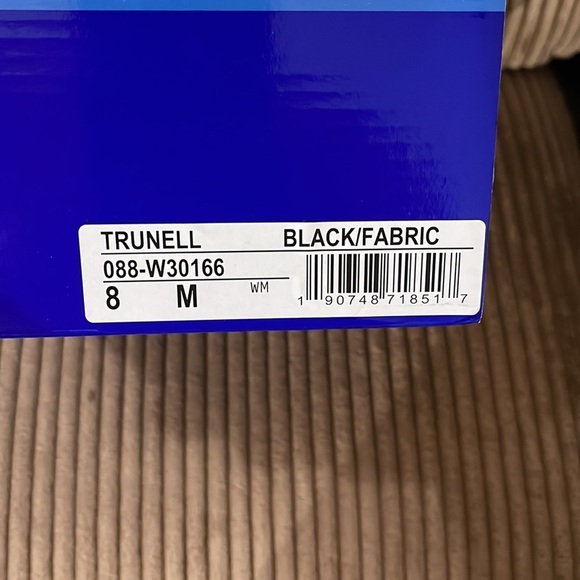 TRUNELL BLACK/FABRIC
088-W30166
8 M WM
1 90748 71851 7